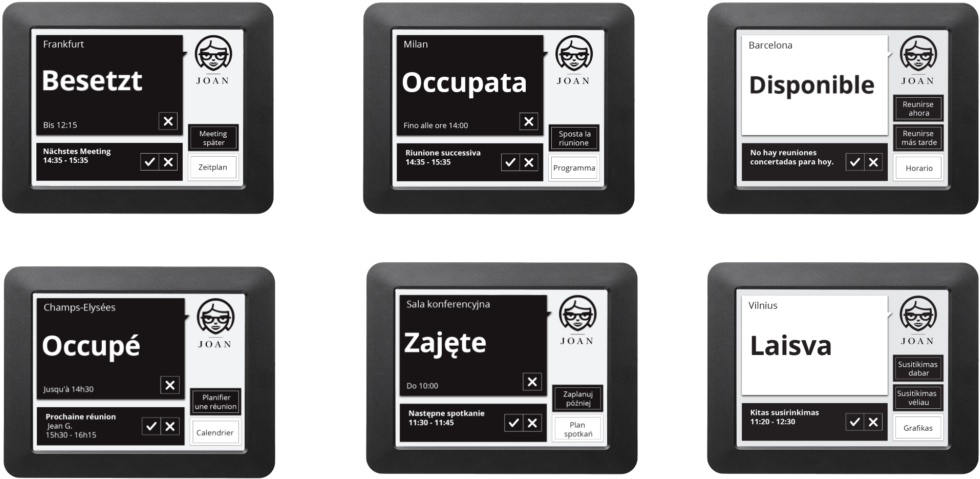 Frankfurt
Besetzt
Bis 12:15
Nächstes Meeting
14:35 - 15:35
JOAN
Meeting
später
Zeitplan
Milan
Occupata
Fino alle ore 14:00
Riunione successiva
14:35 - 15:35
JOAN
Sposta la
riunione
Programma
Barcelona
Disponible
No hay reuniones
concertadas para hoy.
JOAN
Reunirse
ahora
Reunirse
más tarde
Horario
Champs-Elysées
Occupé
Jusqu'à 14h30
Prochaine réunion
Jean G.
15h30 - 16h15
JOAN
Planifier
une réunion
Calendrier
Sala konferencyjna
Zajęte
Do 10:00
Następne spotkanie
11:30 - 11:45
JOAN
Zaplanuj
później
Plan
spotkań
Vilnius
Laisva
Kitas susirinkimas
11:20 - 12:30
JOAN
Susitikimas
dabar
Susitikimas
vėliau
Grafikas